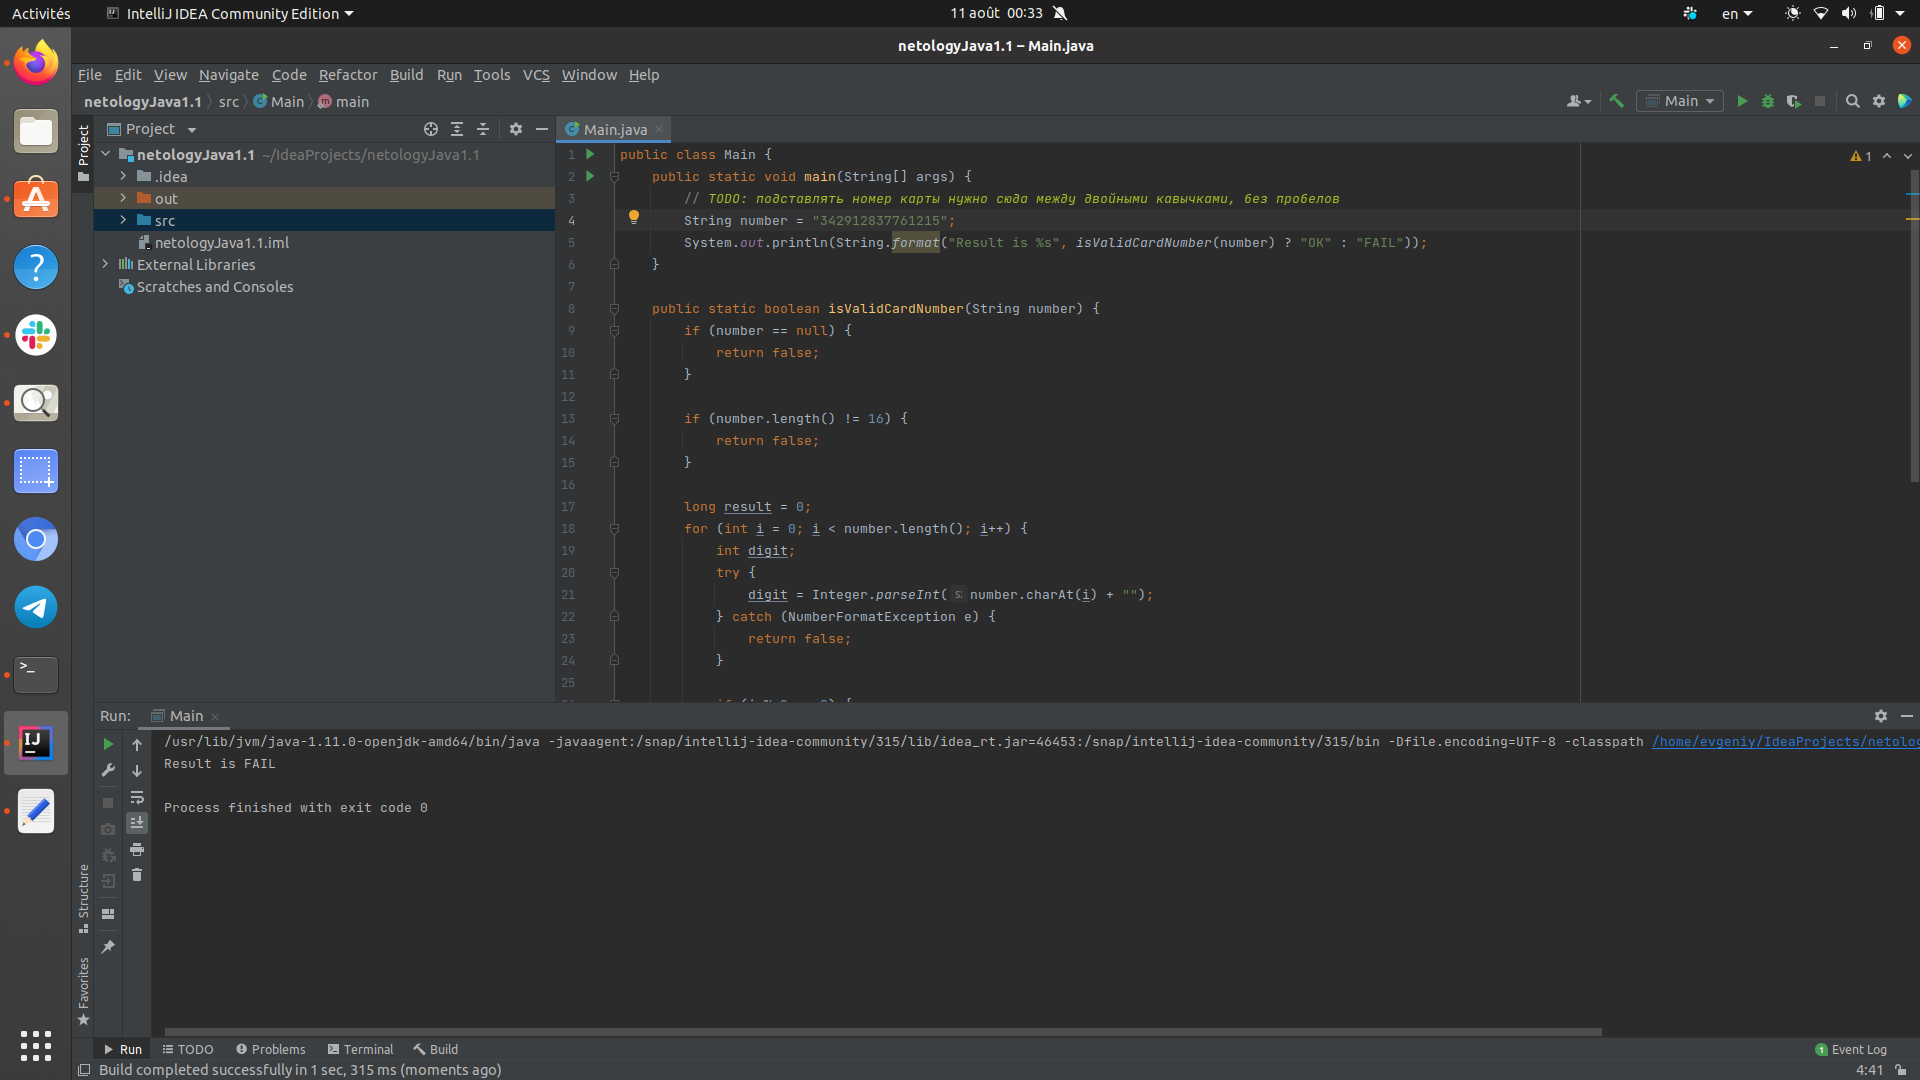 Activités IntelliJ IDEA Community Edition 11 août 00:33 en
netologyJava1.1 – Main.java
File Edit View Navigate Code Refactor Build Run Tools VCS Window Help
netologyJava1.1 src Main main Main
Project
Project
netologyJava1.1 ~/IdeaProjects/netologyJava1.1
.idea
out
src
netologyJava1.1.iml
External Libraries
Scratches and Consoles
Main.java
1
1 public class Main {
2 public static void main(String[] args) {
3 // TODO: подставлять номер карты нужно сюда между двойными кавычками, без пробелов
4 String number = "342912837761215";
5 System.out.println(String.format("Result is %s", isValidCardNumber(number) ? "OK" : "FAIL"));
6 }
7
8 public static boolean isValidCardNumber(String number) {
9 if (number == null) {
10 return false;
11 }
12
13 if (number.length() != 16) {
14 return false;
15 }
16
17 long result = 0;
18 for (int i = 0; i < number.length(); i++) {
19 int digit;
20 try {
21 digit = Integer.parseInt( s: number.charAt(i) + "");
22 } catch (NumberFormatException e) {
23 return false;
24 }
25
Run: Main
/usr/lib/jvm/java-1.11.0-openjdk-amd64/bin/java -javaagent:/snap/intellij-idea-community/315/lib/idea_rt.jar=46453:/snap/intellij-idea-community/315/bin -Dfile.encoding=UTF-8 -classpath /home/evgeniy/IdeaProjects/netolog
Result is FAIL
Process finished with exit code 0
Structure
Favorites
Run TODO Problems Terminal Build 1 Event Log
Build completed successfully in 1 sec, 315 ms (moments ago) 4:41